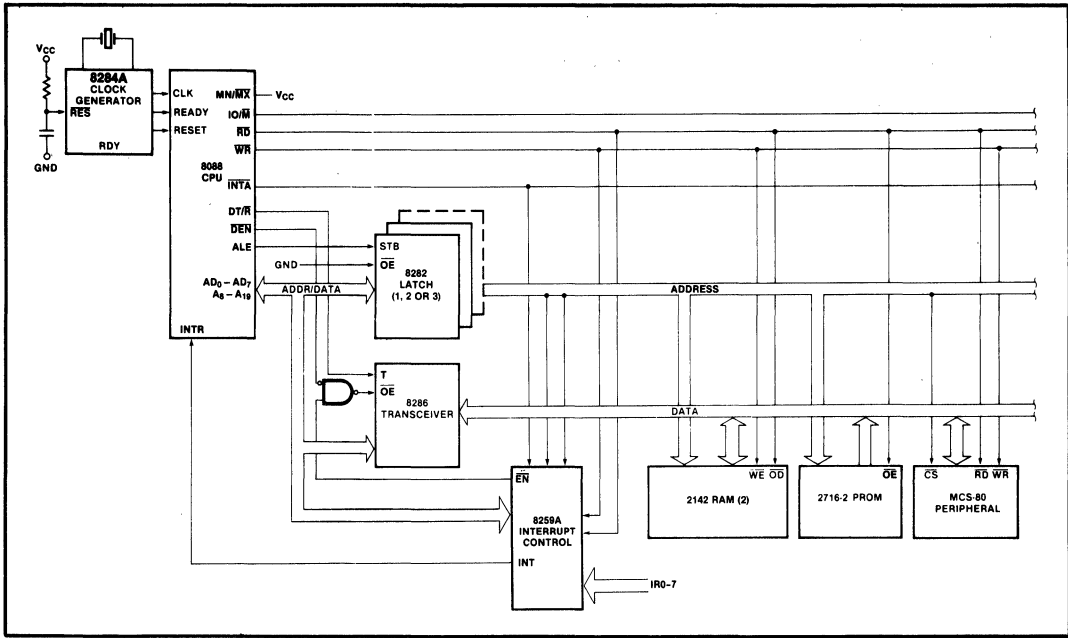 VCC
8284A
CLOCK
GENERATOR
RES
RDY
GND
CLK
READY
RESET
8088
CPU
MN/MX
IO/M
RD
WR
INTA
DT/R
DEN
ALE
AD0 – AD7
A8 – A19
INTR
VCC
GND
ADDR/DATA
STB
OE
8282
LATCH
(1, 2 OR 3)
ADDRESS
T
OE
8286
TRANSCEIVER
DATA
EN
8259A
INTERRUPT
CONTROL
INT
IR0-7
WE OD
2142 RAM (2)
OE
2716-2 PROM
CS RD WR
MCS-80
PERIPHERAL